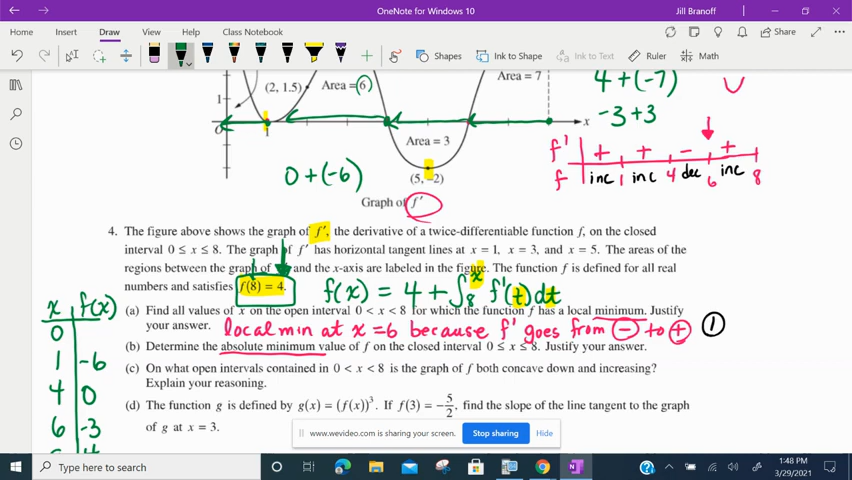 OneNote for Windows 10
Jill Branoff
Home Insert Draw View Help Share
Shapes Ink to Shape Ink to Text Ruler Math
4 + (-7)
-3 + 3
(2, 1.5)
Area = 6
Area = 7
1
O
1
x
Area = 3
(5, -2)
0 + (-6)
f' + + - +
f inc 1 inc 4 dec 6 inc 8
Graph of f'
4. The figure above shows the graph of f', the derivative of a twice-differentiable function f, on the closed
interval 0 ≤ x ≤ 8. The graph of f' has horizontal tangent lines at x = 1, x = 3, and x = 5. The areas of the
regions between the graph of and the x-axis are labeled in the figure. The function f is defined for all real
numbers and satisfies f(8) = 4.
f(x) = 4 + ∫₈ˣ f'(t)dt
(a) Find all values of x on the open interval 0 < x < 8 for which the function f has a local minimum. Justify
your answer.
local min at x = 6 because f' goes from - to + 1
(b) Determine the absolute minimum value of f on the closed interval 0 ≤ x ≤ 8. Justify your answer.
(c) On what open intervals contained in 0 < x < 8 is the graph of f both concave down and increasing?
Explain your reasoning.
(d) The function g is defined by g(x) = (f(x))³. If f(3) = -5/2, find the slope of the line tangent to the graph
of g at x = 3.
x f(x)
0
1 -6
4 0
6 -3
www.wevideo.com is sharing your screen. Stop sharing Hide
Type here to search
1:48 PM
3/29/2021